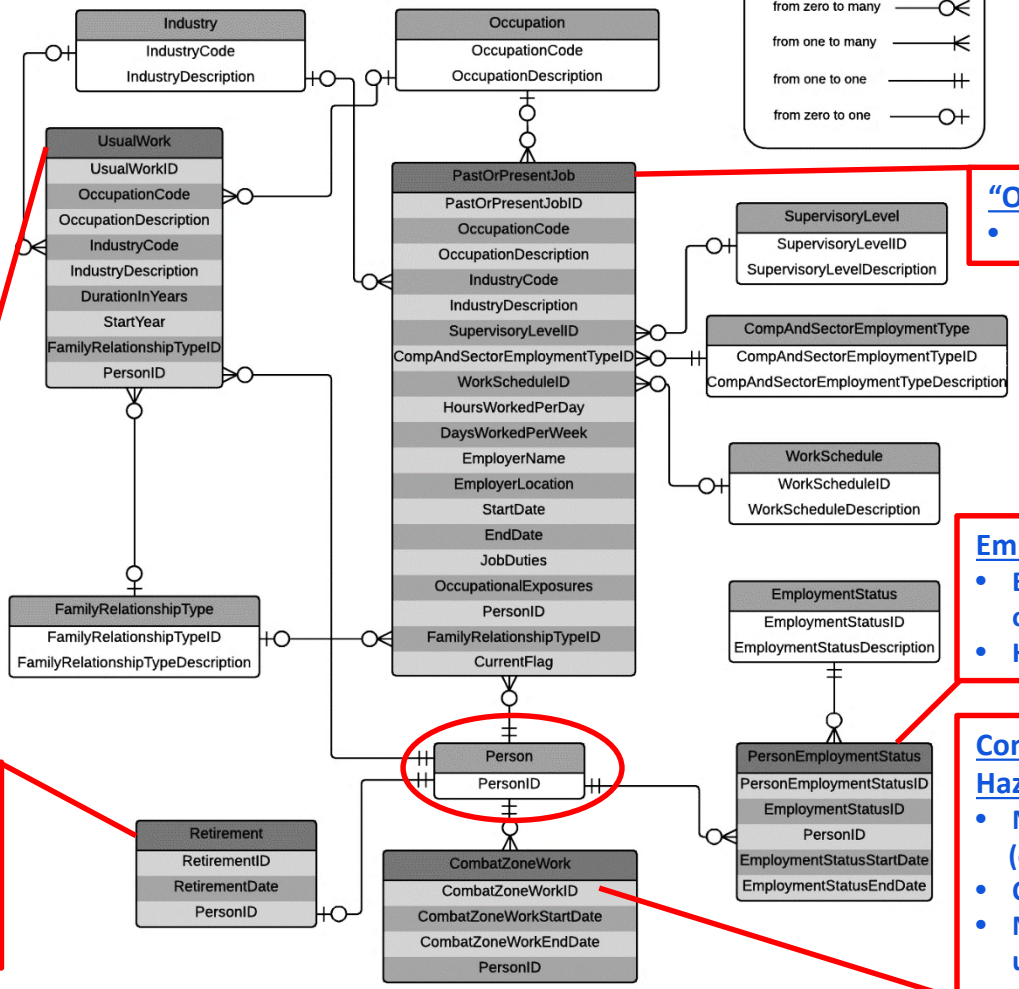 from zero to many
from one to many
from one to one
from zero to one
Industry
IndustryCode
IndustryDescription
Occupation
OccupationCode
OccupationDescription
UsualWork
UsualWorkID
OccupationCode
OccupationDescription
IndustryCode
IndustryDescription
DurationInYears
StartYear
FamilyRelationshipTypeID
PersonID
PastOrPresentJob
PastOrPresentJobID
OccupationCode
OccupationDescription
IndustryCode
IndustryDescription
SupervisoryLevelID
CompAndSectorEmploymentTypeID
WorkScheduleID
HoursWorkedPerDay
DaysWorkedPerWeek
EmployerName
EmployerLocation
StartDate
EndDate
JobDuties
OccupationalExposures
PersonID
FamilyRelationshipTypeID
CurrentFlag
SupervisoryLevel
SupervisoryLevelID
SupervisoryLevelDescription
CompAndSectorEmploymentType
CompAndSectorEmploymentTypeID
CompAndSectorEmploymentTypeDescription
WorkSchedule
WorkScheduleID
WorkScheduleDescription
EmploymentStatus
EmploymentStatusID
EmploymentStatusDescription
FamilyRelationshipType
FamilyRelationshipTypeID
FamilyRelationshipTypeDescription
Person
PersonID
PersonEmploymentStatus
PersonEmploymentStatusID
EmploymentStatusID
PersonID
EmploymentStatusStartDate
EmploymentStatusEndDate
Retirement
RetirementID
RetirementDate
PersonID
CombatZoneWork
CombatZoneWorkID
CombatZoneWorkStartDate
CombatZoneWorkEndDate
PersonID